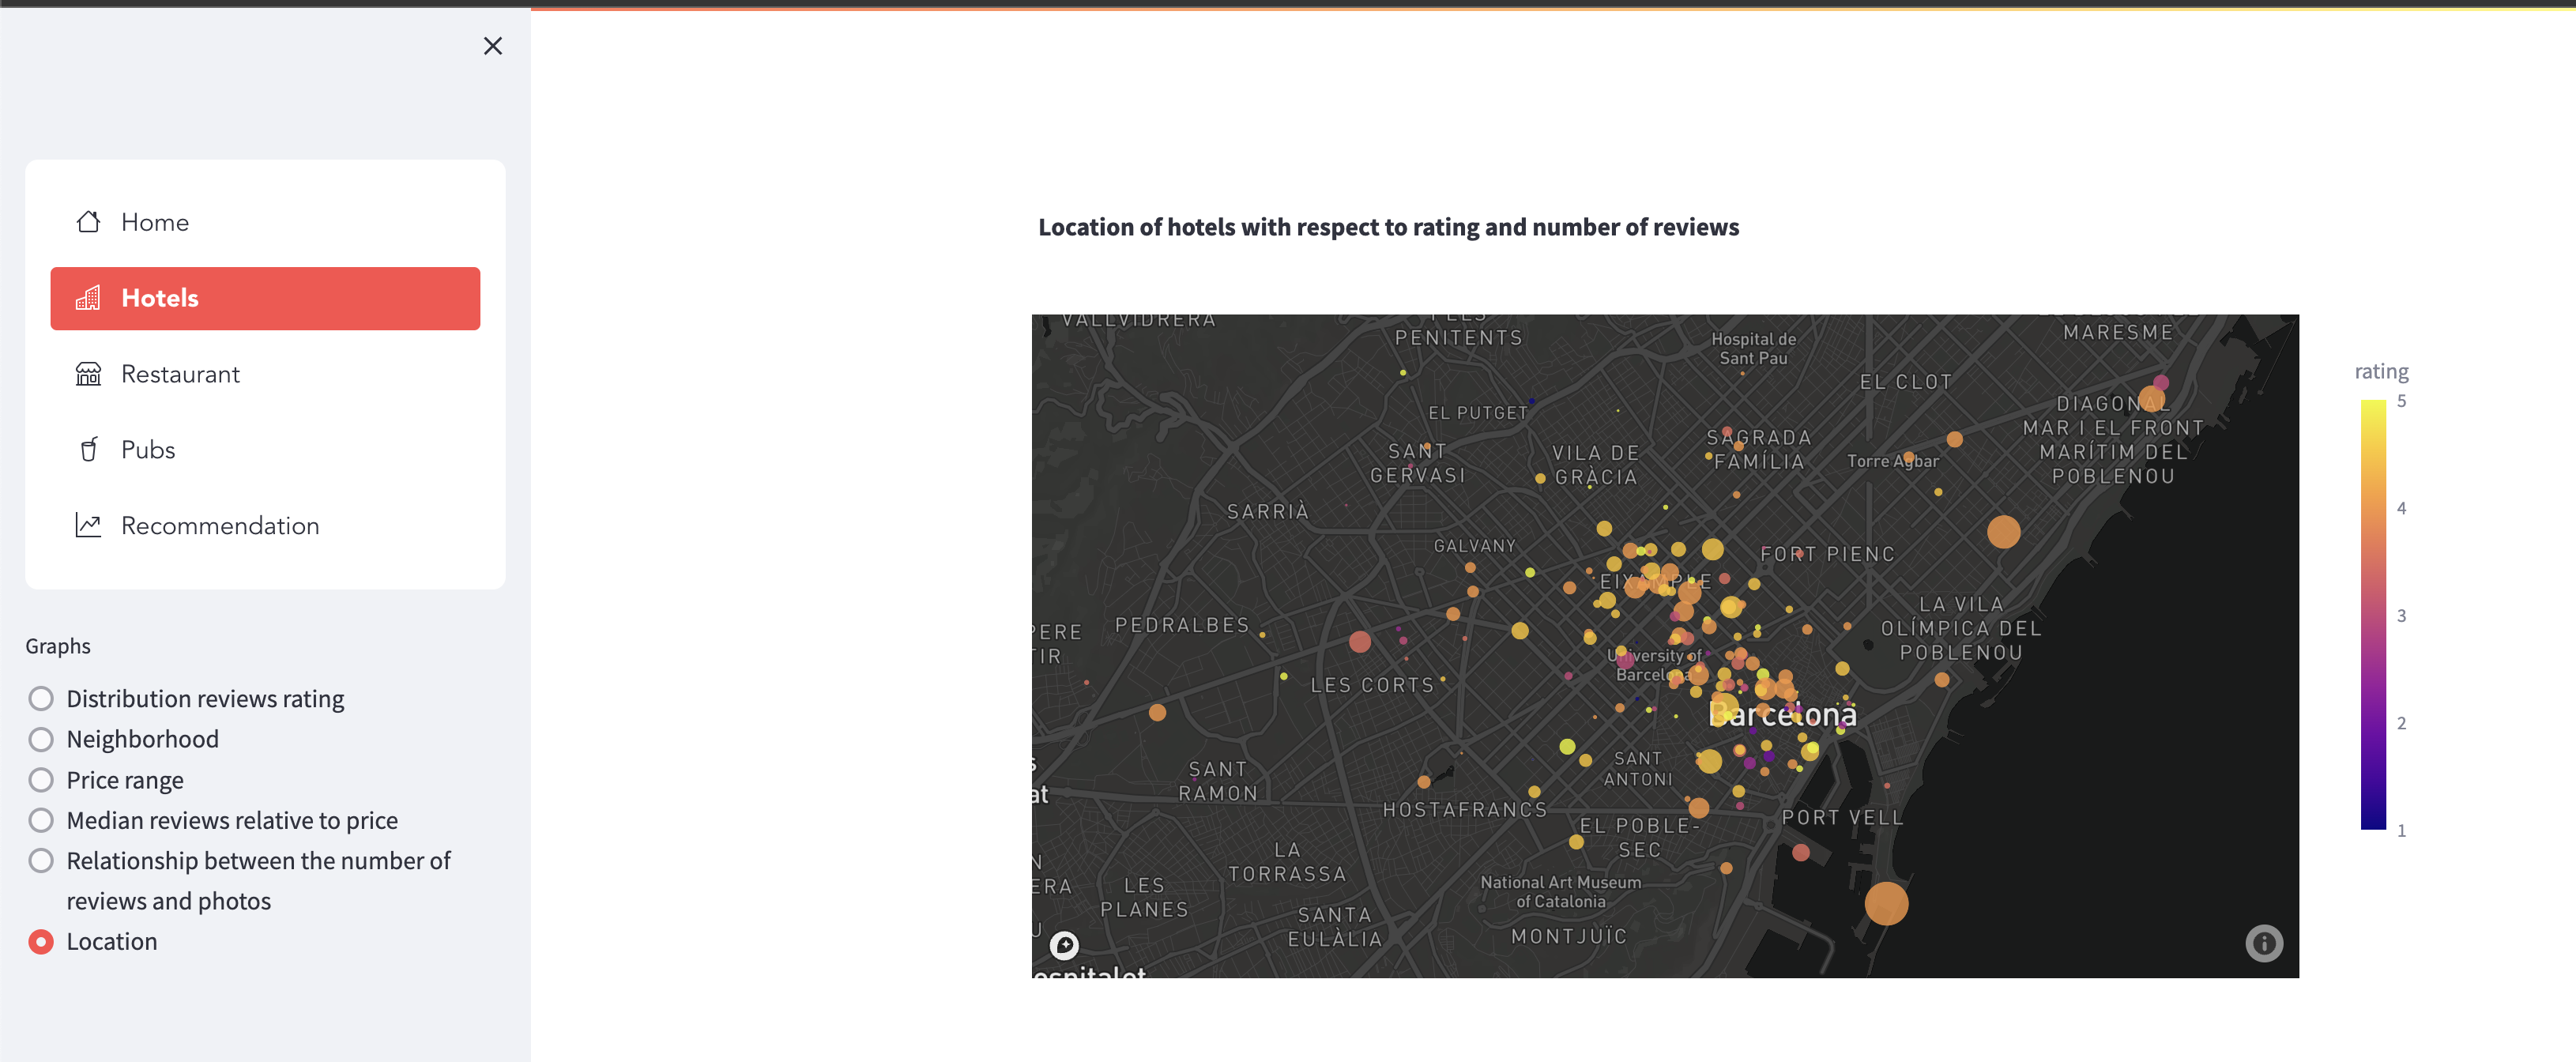 Home
Hotels
Restaurant
Pubs
Recommendation
Graphs
Distribution reviews rating
Neighborhood
Price range
Median reviews relative to price
Relationship between the number of
reviews and photos
Location
Location of hotels with respect to rating and number of reviews
VALLVIDRERA
PENITENTS
Hospital de
Sant Pau
MARESME
EL CLOT
EL PUTGET
DIAGONAL
MAR I EL FRONT
MARÍTIM DEL
POBLENOU
SANT
GERVASI
VILA DE
GRÀCIA
SAGRADA
FAMÍLIA
Torre Agbar
SARRIÀ
GALVANY
FORT PIENC
EIXAMPLE
PEDRALBES
LA VILA
OLÍMPICA DEL
POBLENOU
LES CORTS
University of
Barcelona
Barcelona
SANT
RAMON
SANT
ANTONI
HOSTAFRANCS
EL POBLE-
SEC
PORT VELL
LA
TORRASSA
LES
PLANES
National Art Museum
of Catalonia
SANTA
EULÀLIA
MONTJUÏC
rating
5
4
3
2
1